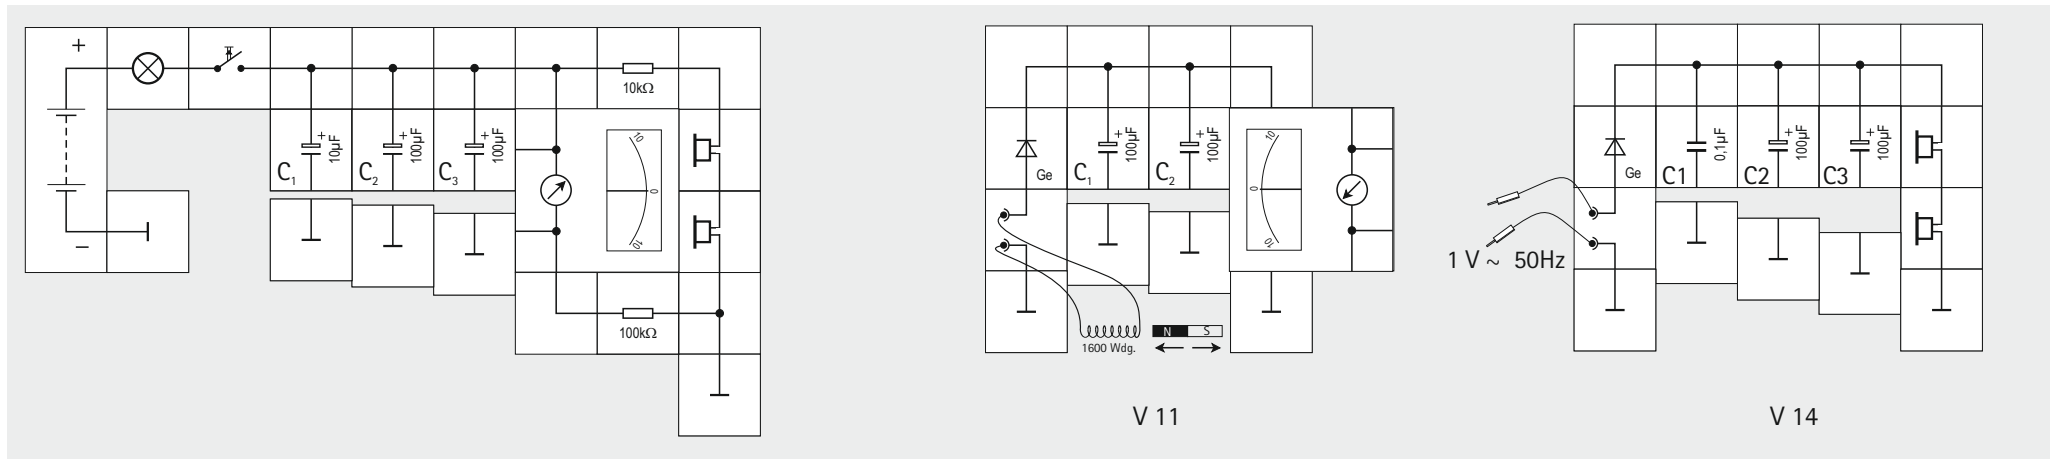 +
−
C1
+
10µF
C2
+
100µF
C3
+
100µF
10
0
10
10kΩ
100kΩ
Ge
C1
+
100µF
C2
+
100µF
10
0
10
1600 Wdg.
N S
V 11
Ge
C1
0,1µF
C2
+
100µF
C3
+
100µF
1 V ~ 50Hz
V 14